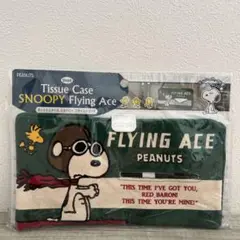 PEANUTS
Tissue Case
SNOOPY Flying Ace
FLYING ACE
PEANUTS
"THIS TIME I'VE GOT YOU,
RED BARON!
THIS TIME YOU'RE MINE!"